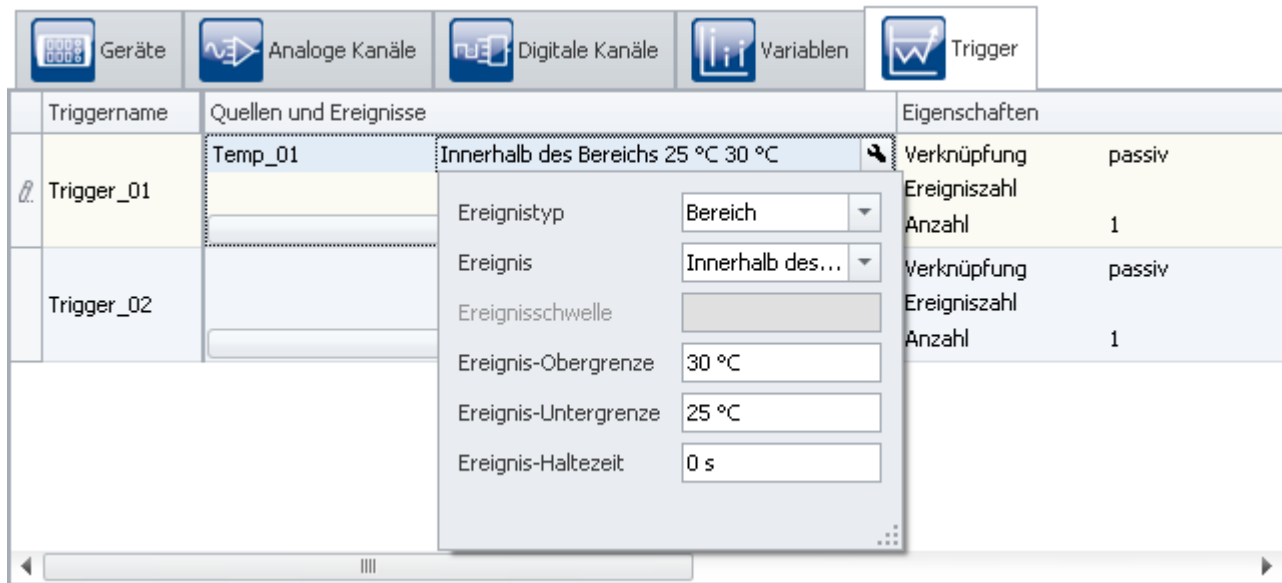 Geräte Analoge Kanäle Digitale Kanäle Variablen Trigger
Triggername Quellen und Ereignisse Eigenschaften
Temp_01 Innerhalb des Bereichs 25 °C 30 °C Verknüpfung passiv
Trigger_01 Ereigniszahl
Anzahl 1
Ereignistyp Bereich
Ereignis Innerhalb des...
Ereignisschwelle
Ereignis-Obergrenze 30 °C
Ereignis-Untergrenze 25 °C
Ereignis-Haltezeit 0 s
Verknüpfung passiv
Trigger_02 Ereigniszahl
Anzahl 1